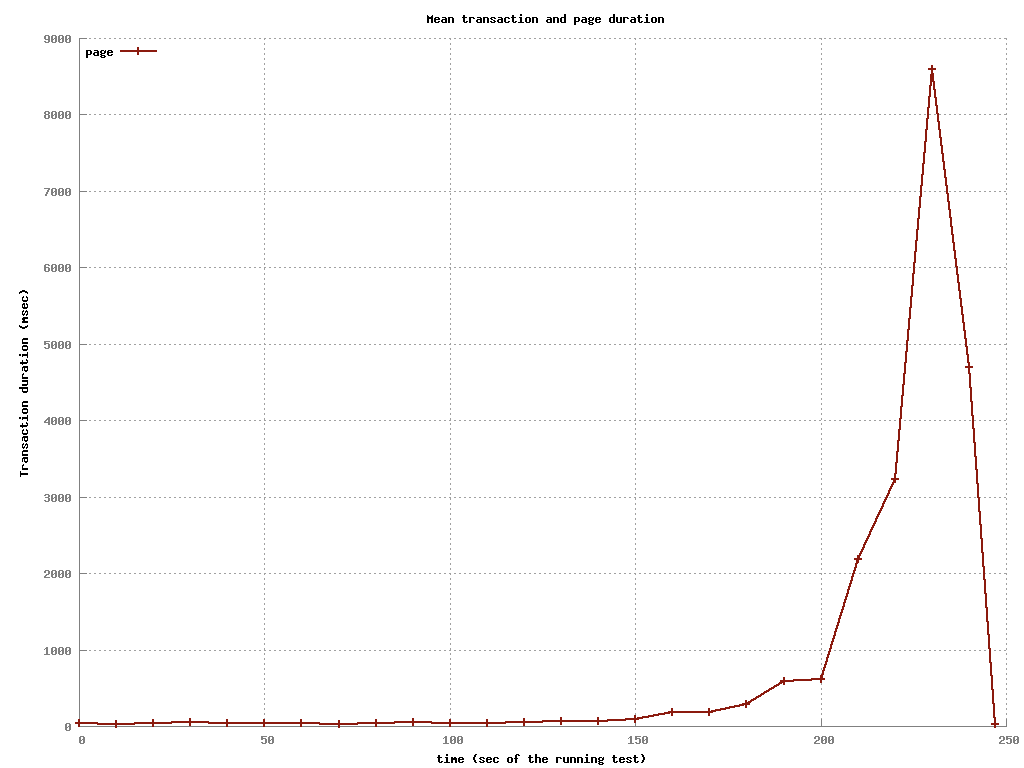 Mean transaction and page duration
page
9000
8000
7000
6000
5000
4000
3000
2000
1000
0
Transaction duration (msec)
0 50 100 150 200 250
time (sec of the running test)